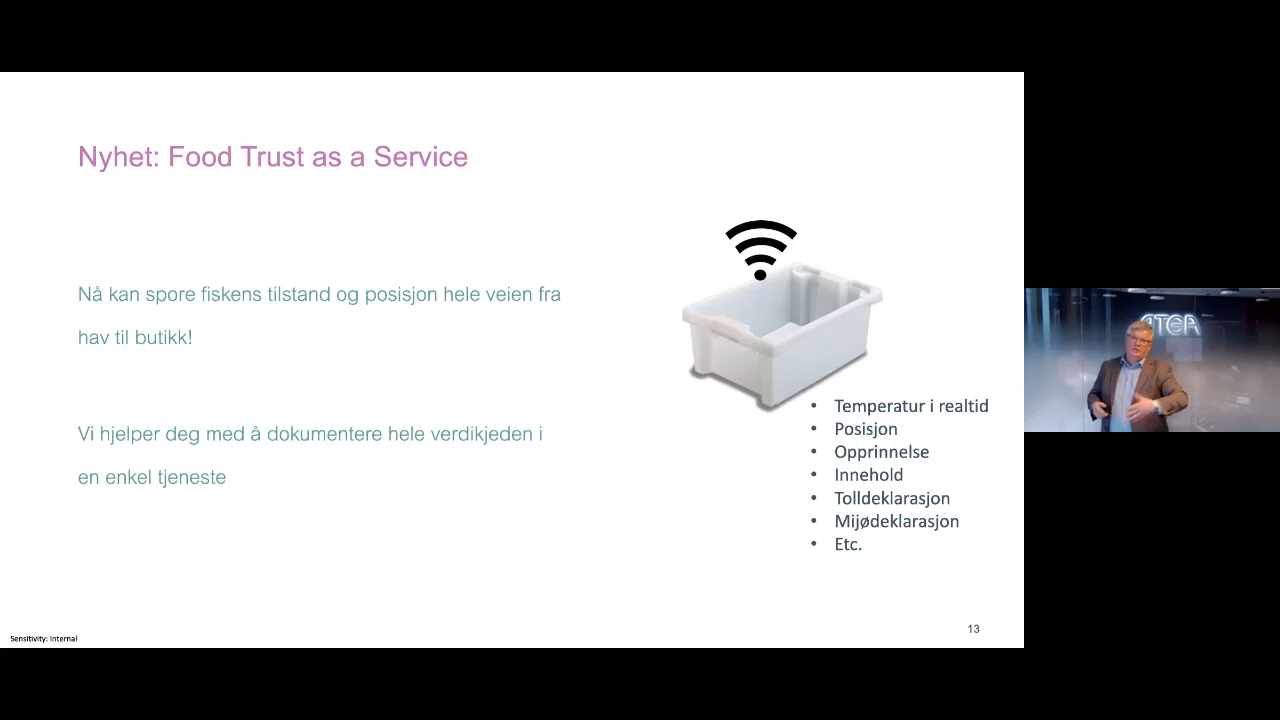 Nyhet: Food Trust as a Service
Nå kan spore fiskens tilstand og posisjon hele veien fra
hav til butikk!
Vi hjelper deg med å dokumentere hele verdikjeden i
en enkel tjeneste
• Temperatur i realtid
• Posisjon
• Opprinnelse
• Innehold
• Tolldeklarasjon
• Mijødeklarasjon
• Etc.
13
Sensitivity: Internal
ATEA